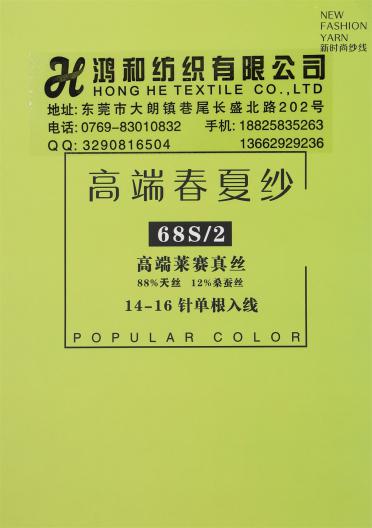 NEW
FASHION
YARN
新时尚纱线
鸿和纺织有限公司
HONG HE TEXTILE CO.,LTD
地址:东莞市大朗镇巷尾长盛北路202号
电话:0769-83010832 手机:18825835263
QQ:3290816504 13662929236
高端春夏纱
68S/2
高端莱赛真丝
88%天丝 12%桑蚕丝
14-16针单根入线
POPULAR COLOR